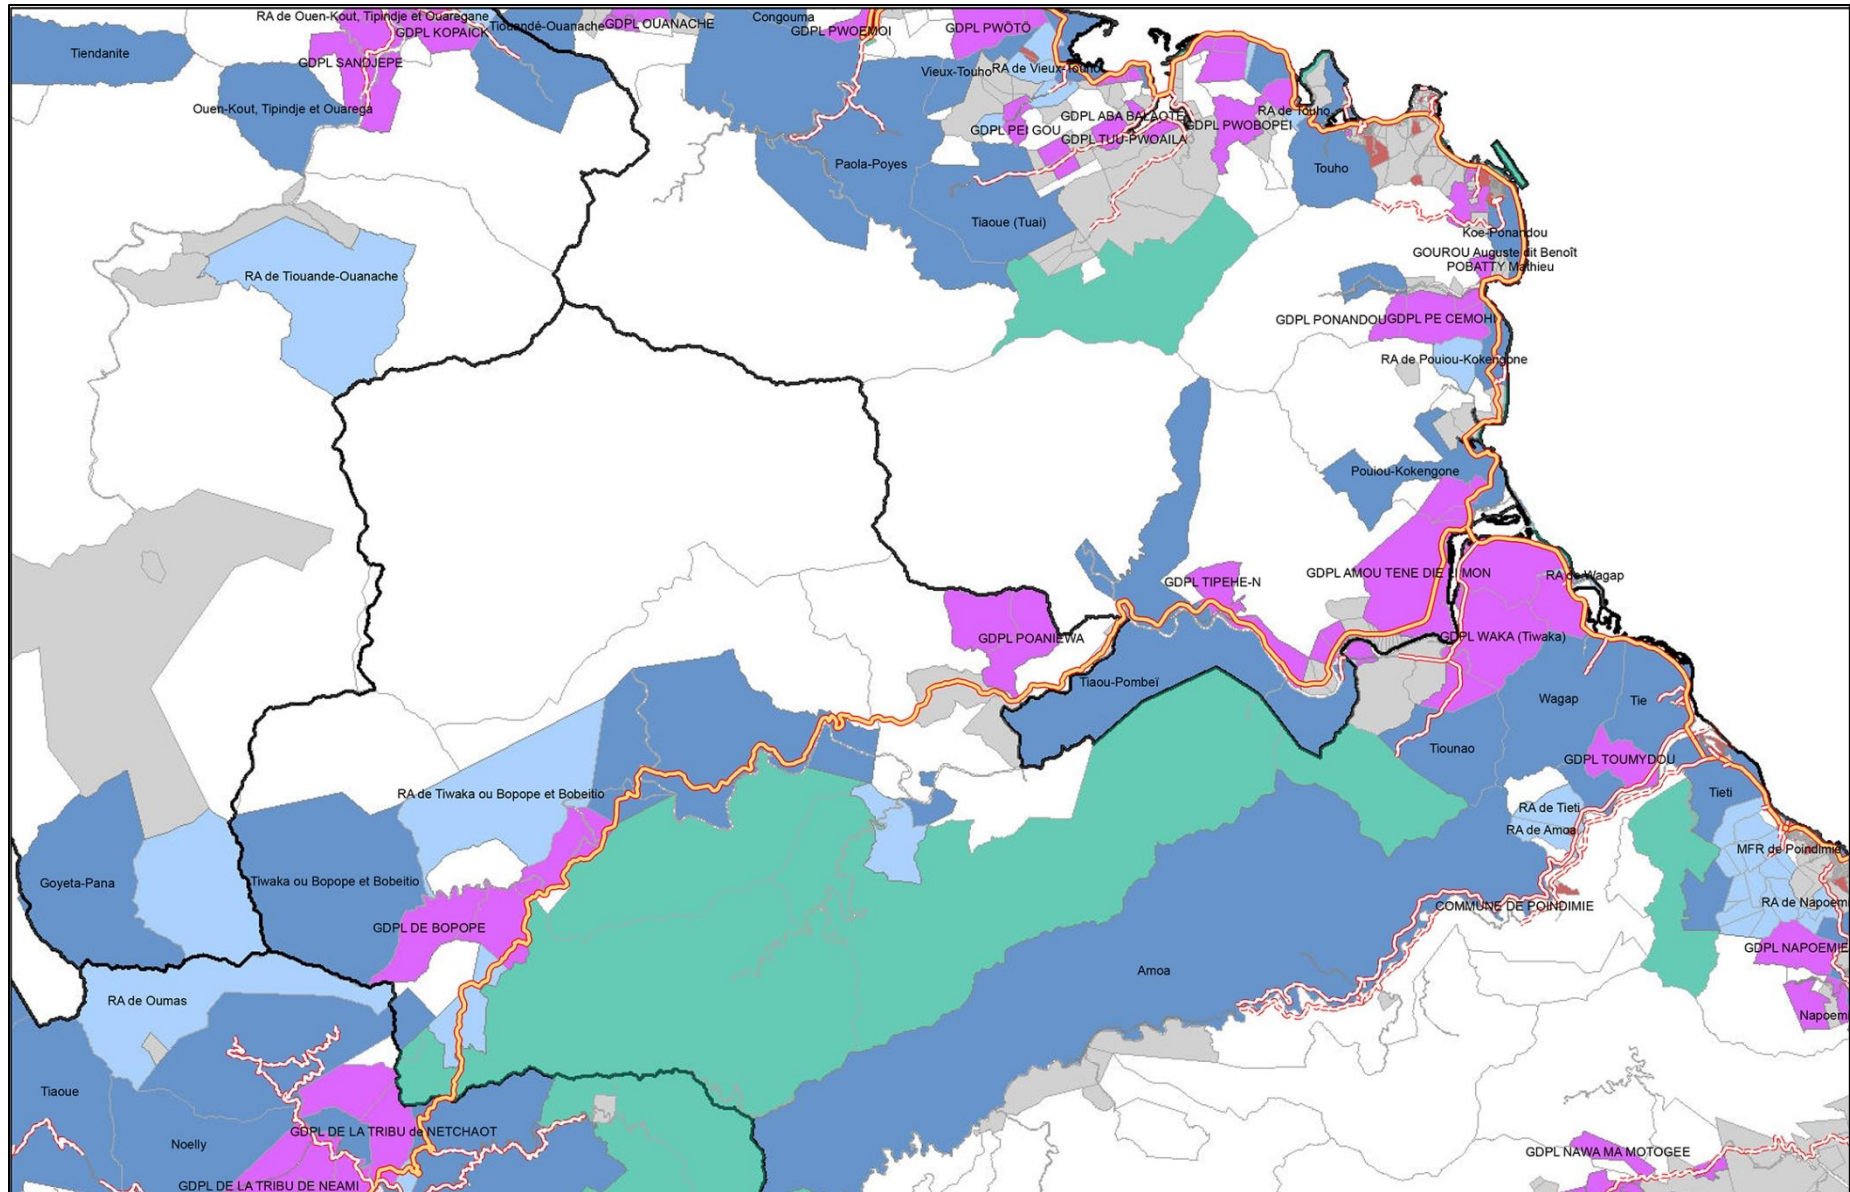 RA de Ouen-Kout, Tipindje et Ouaregane
Tiouandé-Ouanache
GDPL OUANACHE
Congouma
GDPL KOPAICK
GDPL PWOEMOI
GDPL PWÖTÖ
Tiendanite
GDPL SANDJEPE
Vieux-Touho
RA de Vieux-Touho
Ouen-Kout, Tipindje et Ouarega
GDPL ABA BALAOTE
RA de Touho
GDPL PEI GOU
GDPL TUU-PWOAILA
GDPL PWOBOPEI
Paola-Poyes
Touho
Tiaoue (Tuai)
Koe-Ponandou
GOUROU Auguste dit Benoît
POBATTY Mathieu
RA de Tiouande-Ouanache
GDPL PONANDOU
GDPL PE CEMOHI
RA de Pouiou-Kokengone
Pouiou-Kokengone
GDPL TIPEHE-N
GDPL AMOU TENE DIE LIMON
RA de Wagap
GDPL POANIEWA
GDPL WAKA (Tiwaka)
Tiaou-Pombeï
Wagap
Tie
Tiounao
GDPL TOUMYDOU
RA de Tiwaka ou Bopope et Bobeitio
Tieti
RA de Tieti
RA de Amoa
MFR de Poindimie
Goyeta-Pana
Tiwaka ou Bopope et Bobeitio
COMMUNE DE POINDIMIE
RA de Napoemi
GDPL DE BOPOPE
GDPL NAPOEMIE
Amoa
RA de Oumas
Napoemi
Tiaoue
GDPL DE LA TRIBU de NETCHAOT
Noelly
GDPL NAWA MA MOTOGEE
GDPL DE LA TRIBU DE NEAMI